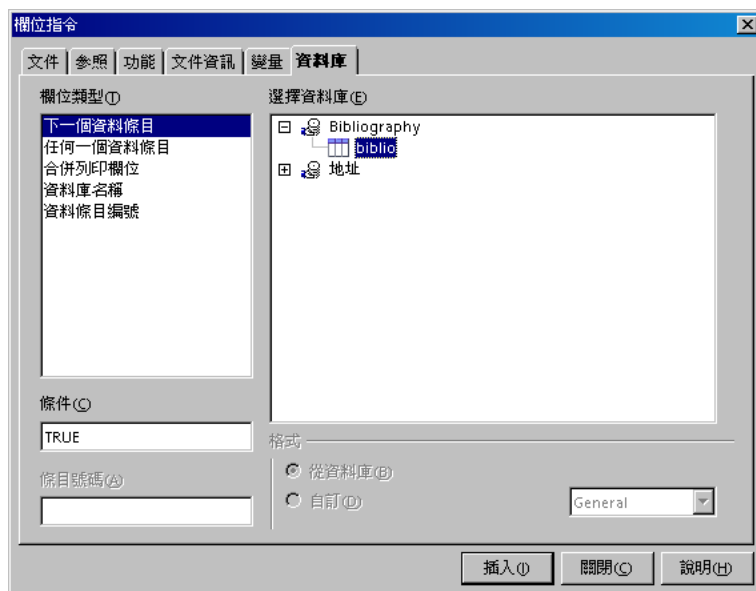 欄位指令
文件 參照 功能 文件資訊 變量 資料庫
欄位類型(T)
下一個資料條目
任何一個資料條目
合併列印欄位
資料庫名稱
資料條目編號
選擇資料庫(E)
Bibliography
biblio
地址
條件(C)
TRUE
條目號碼(A)
格式
從資料庫(B)
自訂(D)
General
插入(I) 關閉(C) 說明(H)